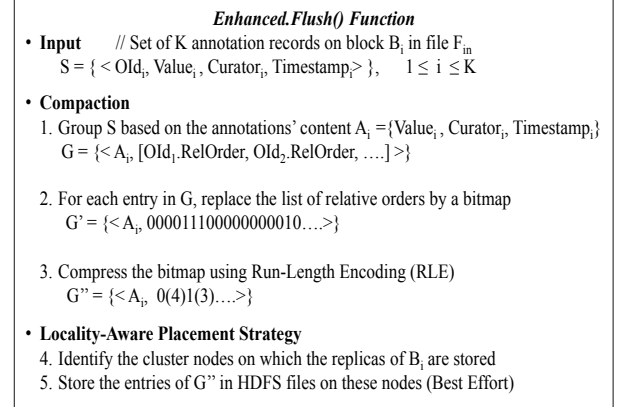 Enhanced.Flush() Function
• Input // Set of K annotation records on block Bᵢ in file Fᵢₙ
S = { < OIdᵢ, Valueᵢ , Curatorᵢ, Timestampᵢ> }, 1 ≤ i ≤ K
• Compaction
1. Group S based on the annotations' content Aᵢ ={Valueᵢ , Curatorᵢ, Timestampᵢ}
G = {< Aᵢ, [OId₁.RelOrder, OId₂.RelOrder, ….] >}
2. For each entry in G, replace the list of relative orders by a bitmap
G' = {< Aᵢ, 000011100000000010….>}
3. Compress the bitmap using Run-Length Encoding (RLE)
G'' = {< Aᵢ, 0(4)1(3)….>}
• Locality-Aware Placement Strategy
4. Identify the cluster nodes on which the replicas of Bᵢ are stored
5. Store the entries of G'' in HDFS files on these nodes (Best Effort)